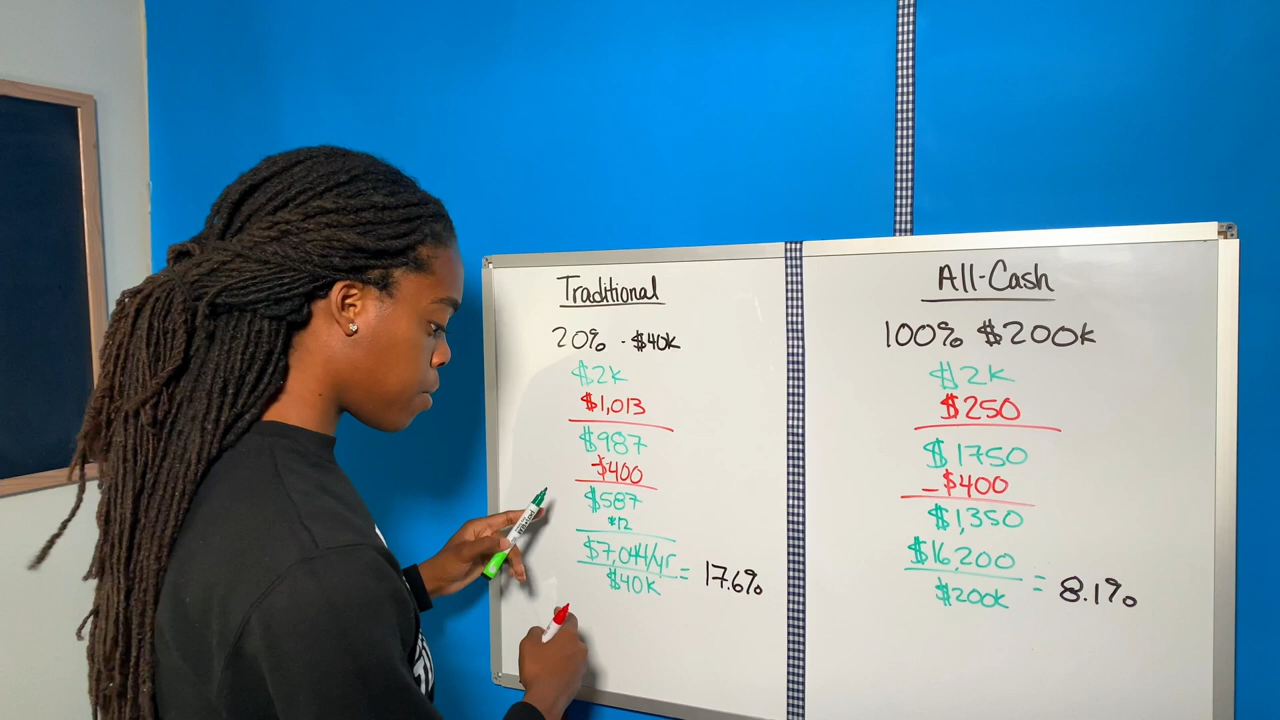 Traditional
20% - $40k
$2k
$1,013
$987
-$400
$587
*12
$7,044/yr
$40k = 17.6%
All-Cash
100% $200k
$2k
$250
$1750
- $400
$1,350
$16,200
$200k = 8.1%